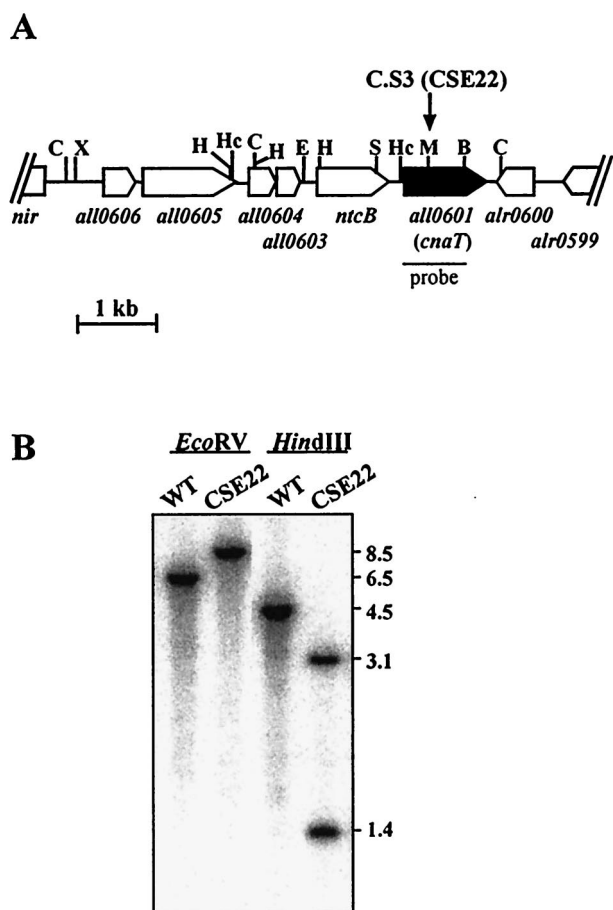 A
C.S3 (CSE22)
C X H Hc C H E H S Hc M B C
nir all0606 all0605 all0604 all0603 ntcB all0601 (cnaT) alr0600 alr0599
probe
1 kb
B
EcoRV HindIII
WT CSE22 WT CSE22
8.5
6.5
4.5
3.1
1.4